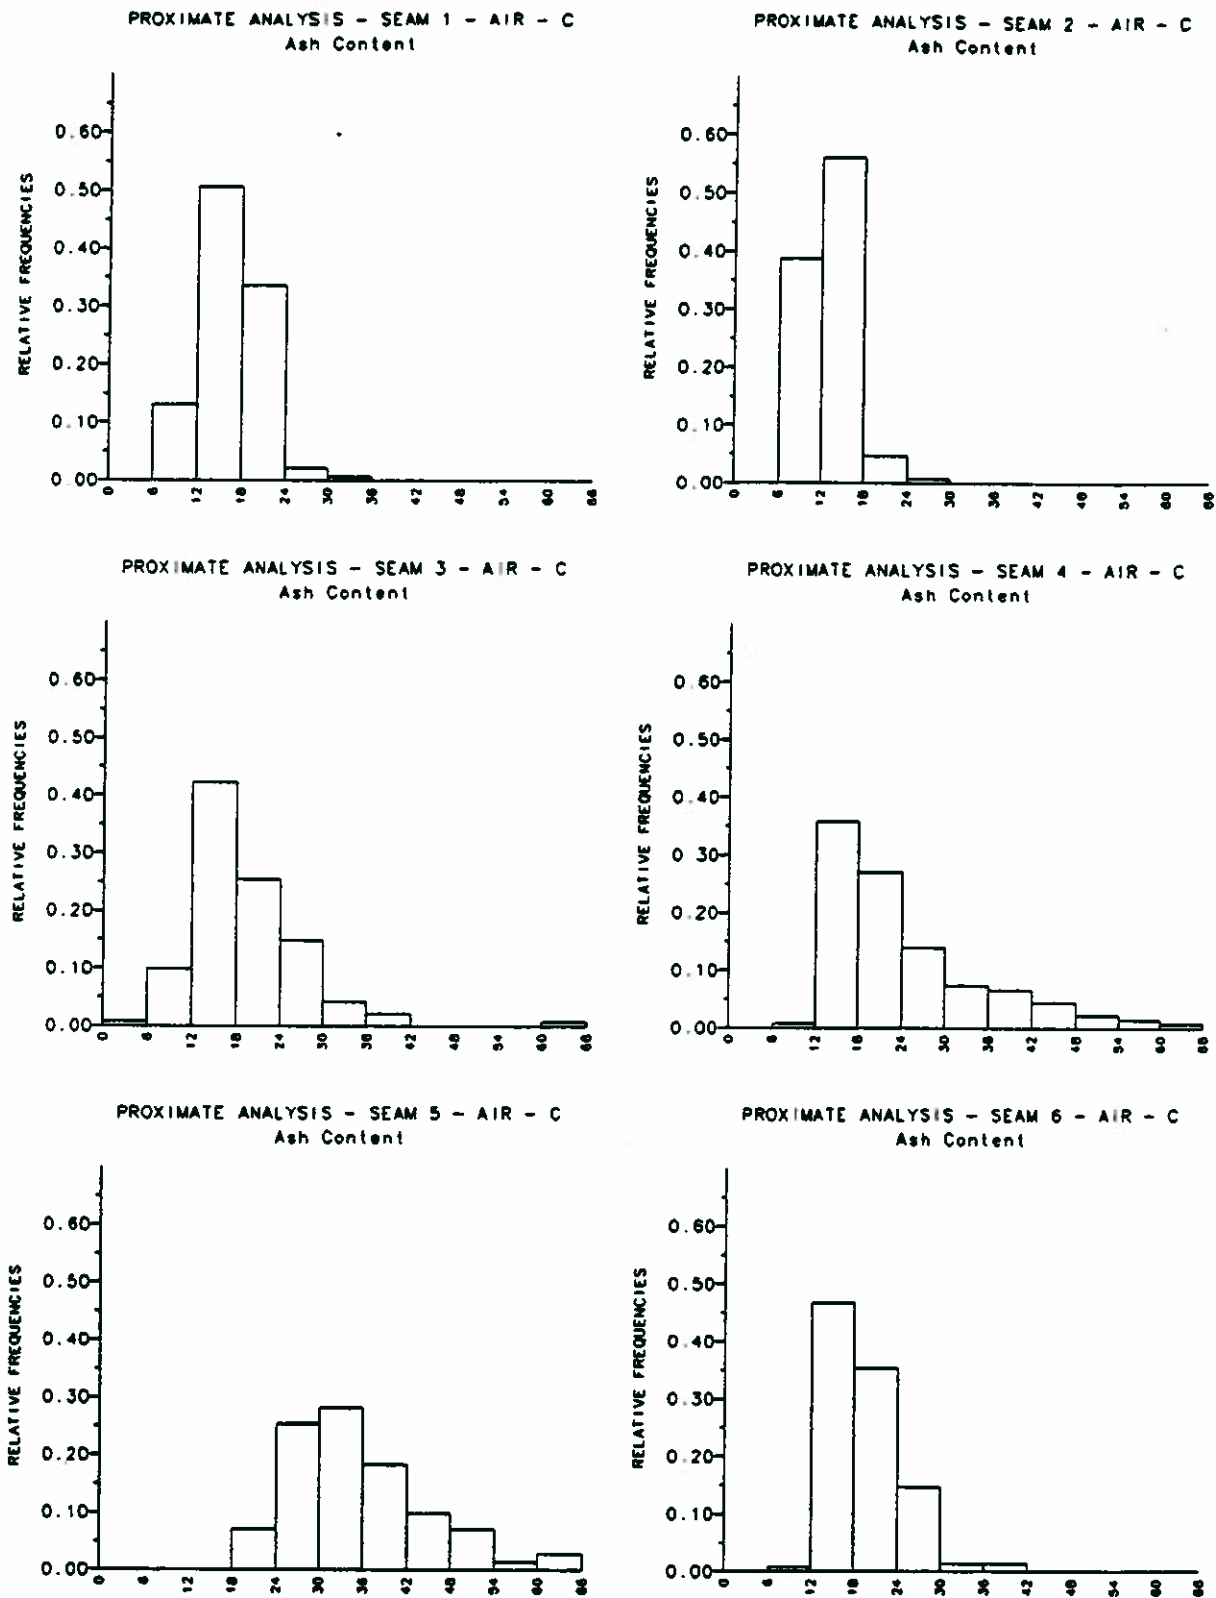 PROXIMATE ANALYSIS - SEAM 1 - AIR - C
Ash Content
RELATIVE FREQUENCIES
0.60
0.50
0.40
0.30
0.20
0.10
0.00
0 6 12 18 24 30 36 42 48 54 60 66
PROXIMATE ANALYSIS - SEAM 2 - AIR - C
Ash Content
RELATIVE FREQUENCIES
0.60
0.50
0.40
0.30
0.20
0.10
0.00
0 6 12 18 24 30 36 42 48 54 60 66
PROXIMATE ANALYSIS - SEAM 3 - AIR - C
Ash Content
RELATIVE FREQUENCIES
0.60
0.50
0.40
0.30
0.20
0.10
0.00
0 6 12 18 24 30 36 42 48 54 60 66
PROXIMATE ANALYSIS - SEAM 4 - AIR - C
Ash Content
RELATIVE FREQUENCIES
0.60
0.50
0.40
0.30
0.20
0.10
0.00
0 6 12 18 24 30 36 42 48 54 60 66
PROXIMATE ANALYSIS - SEAM 5 - AIR - C
Ash Content
RELATIVE FREQUENCIES
0.60
0.50
0.40
0.30
0.20
0.10
0.00
0 6 12 18 24 30 36 42 48 54 60 66
PROXIMATE ANALYSIS - SEAM 6 - AIR - C
Ash Content
RELATIVE FREQUENCIES
0.60
0.50
0.40
0.30
0.20
0.10
0.00
0 6 12 18 24 30 36 42 48 54 60 66